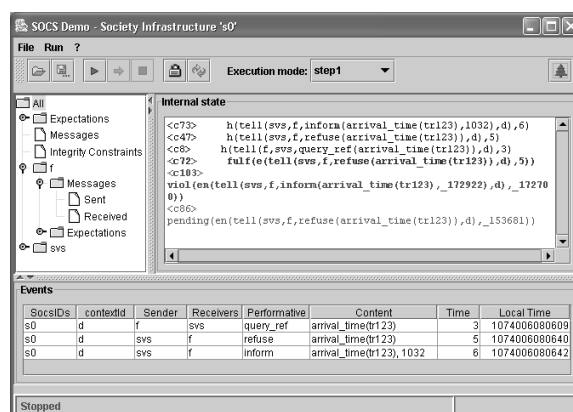 SOCS Demo - Society Infrastructure 's0'
File Run ?
Execution mode: step1
All
Expectations
Messages
Integrity Constraints
f
Messages
Sent
Received
Expectations
svs
Internal state
<c73> h(tell(svs,f,inform(arrival_time(tr123),1032),d),6)
<c47> h(tell(svs,f,refuse(arrival_time(tr123)),d),5)
<c8> h(tell(f,svs,query_ref(arrival_time(tr123)),d),3)
<c72> fulf(e(tell(svs,f,refuse(arrival_time(tr123)),d),5))
<c103>
viol(en(tell(svs,f,inform(arrival_time(tr123),_172922),d),_17270
0))
<c86>
pending(en(tell(svs,f,refuse(arrival_time(tr123)),d),_153681))
Events
SocsIDs contextId Sender Receivers Performative Content Time Local Time
s0 d f svs query_ref arrival_time(tr123) 3 1074006080609
s0 d svs f refuse arrival_time(tr123) 5 1074006080640
s0 d svs f inform arrival_time(tr123), 1032 6 1074006080642
Stopped